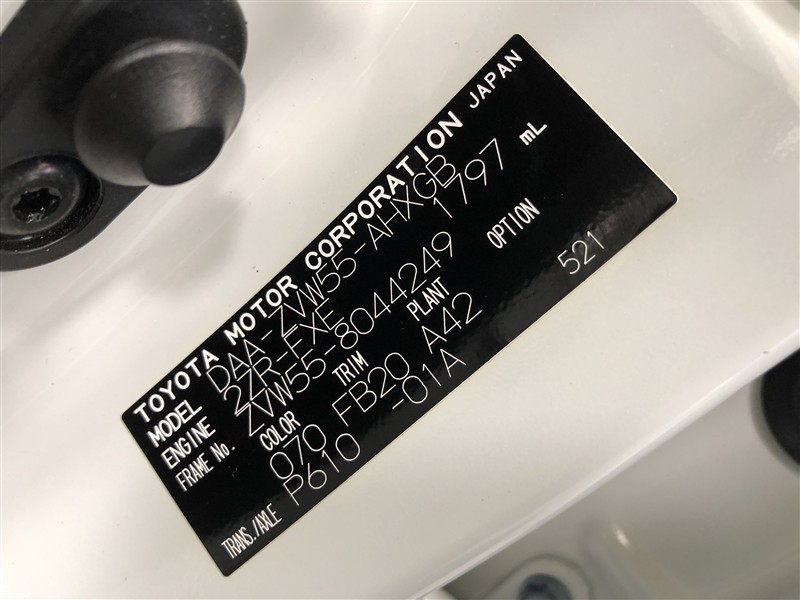 TOYOTA MOTOR CORPORATION JAPAN
MODEL DAA-ZVW55-AHXGB
ENGINE 2ZR-FXE 1797 mL
FRAME No. ZVW55-8044249
COLOR TRIM PLANT OPTION
070 FB20 A42 521
TRANS./AXLE P610 -01A